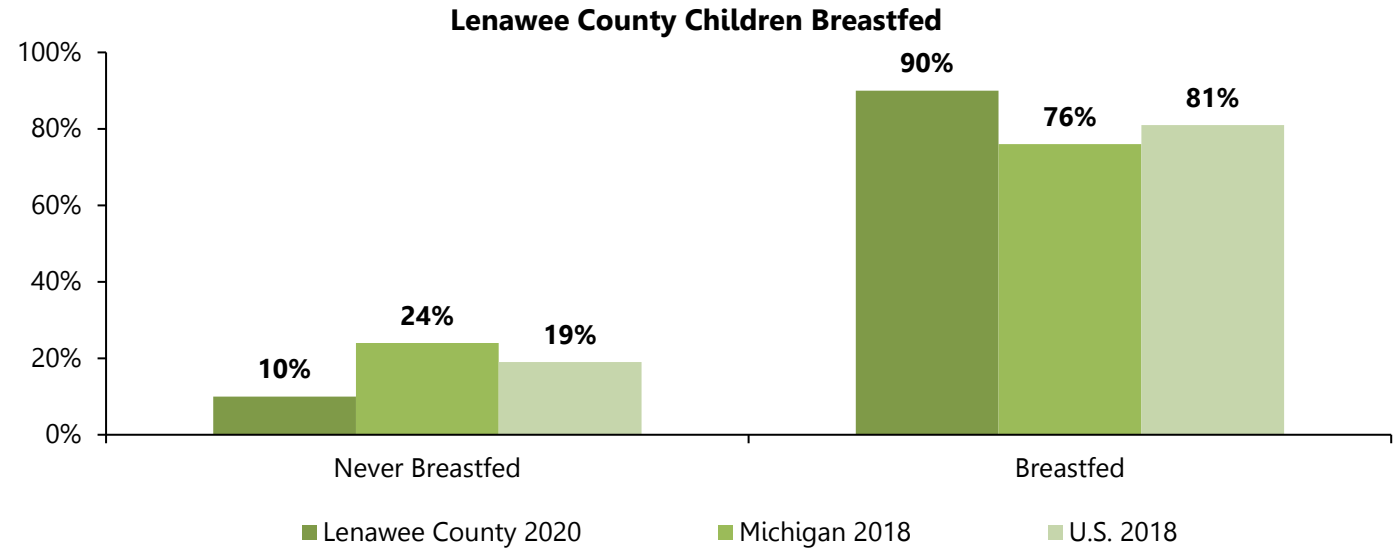 Lenawee County Children Breastfed
100%
80%
60%
40%
20%
0%
10%
24%
19%
90%
76%
81%
Never Breastfed
Breastfed
Lenawee County 2020
Michigan 2018
U.S. 2018